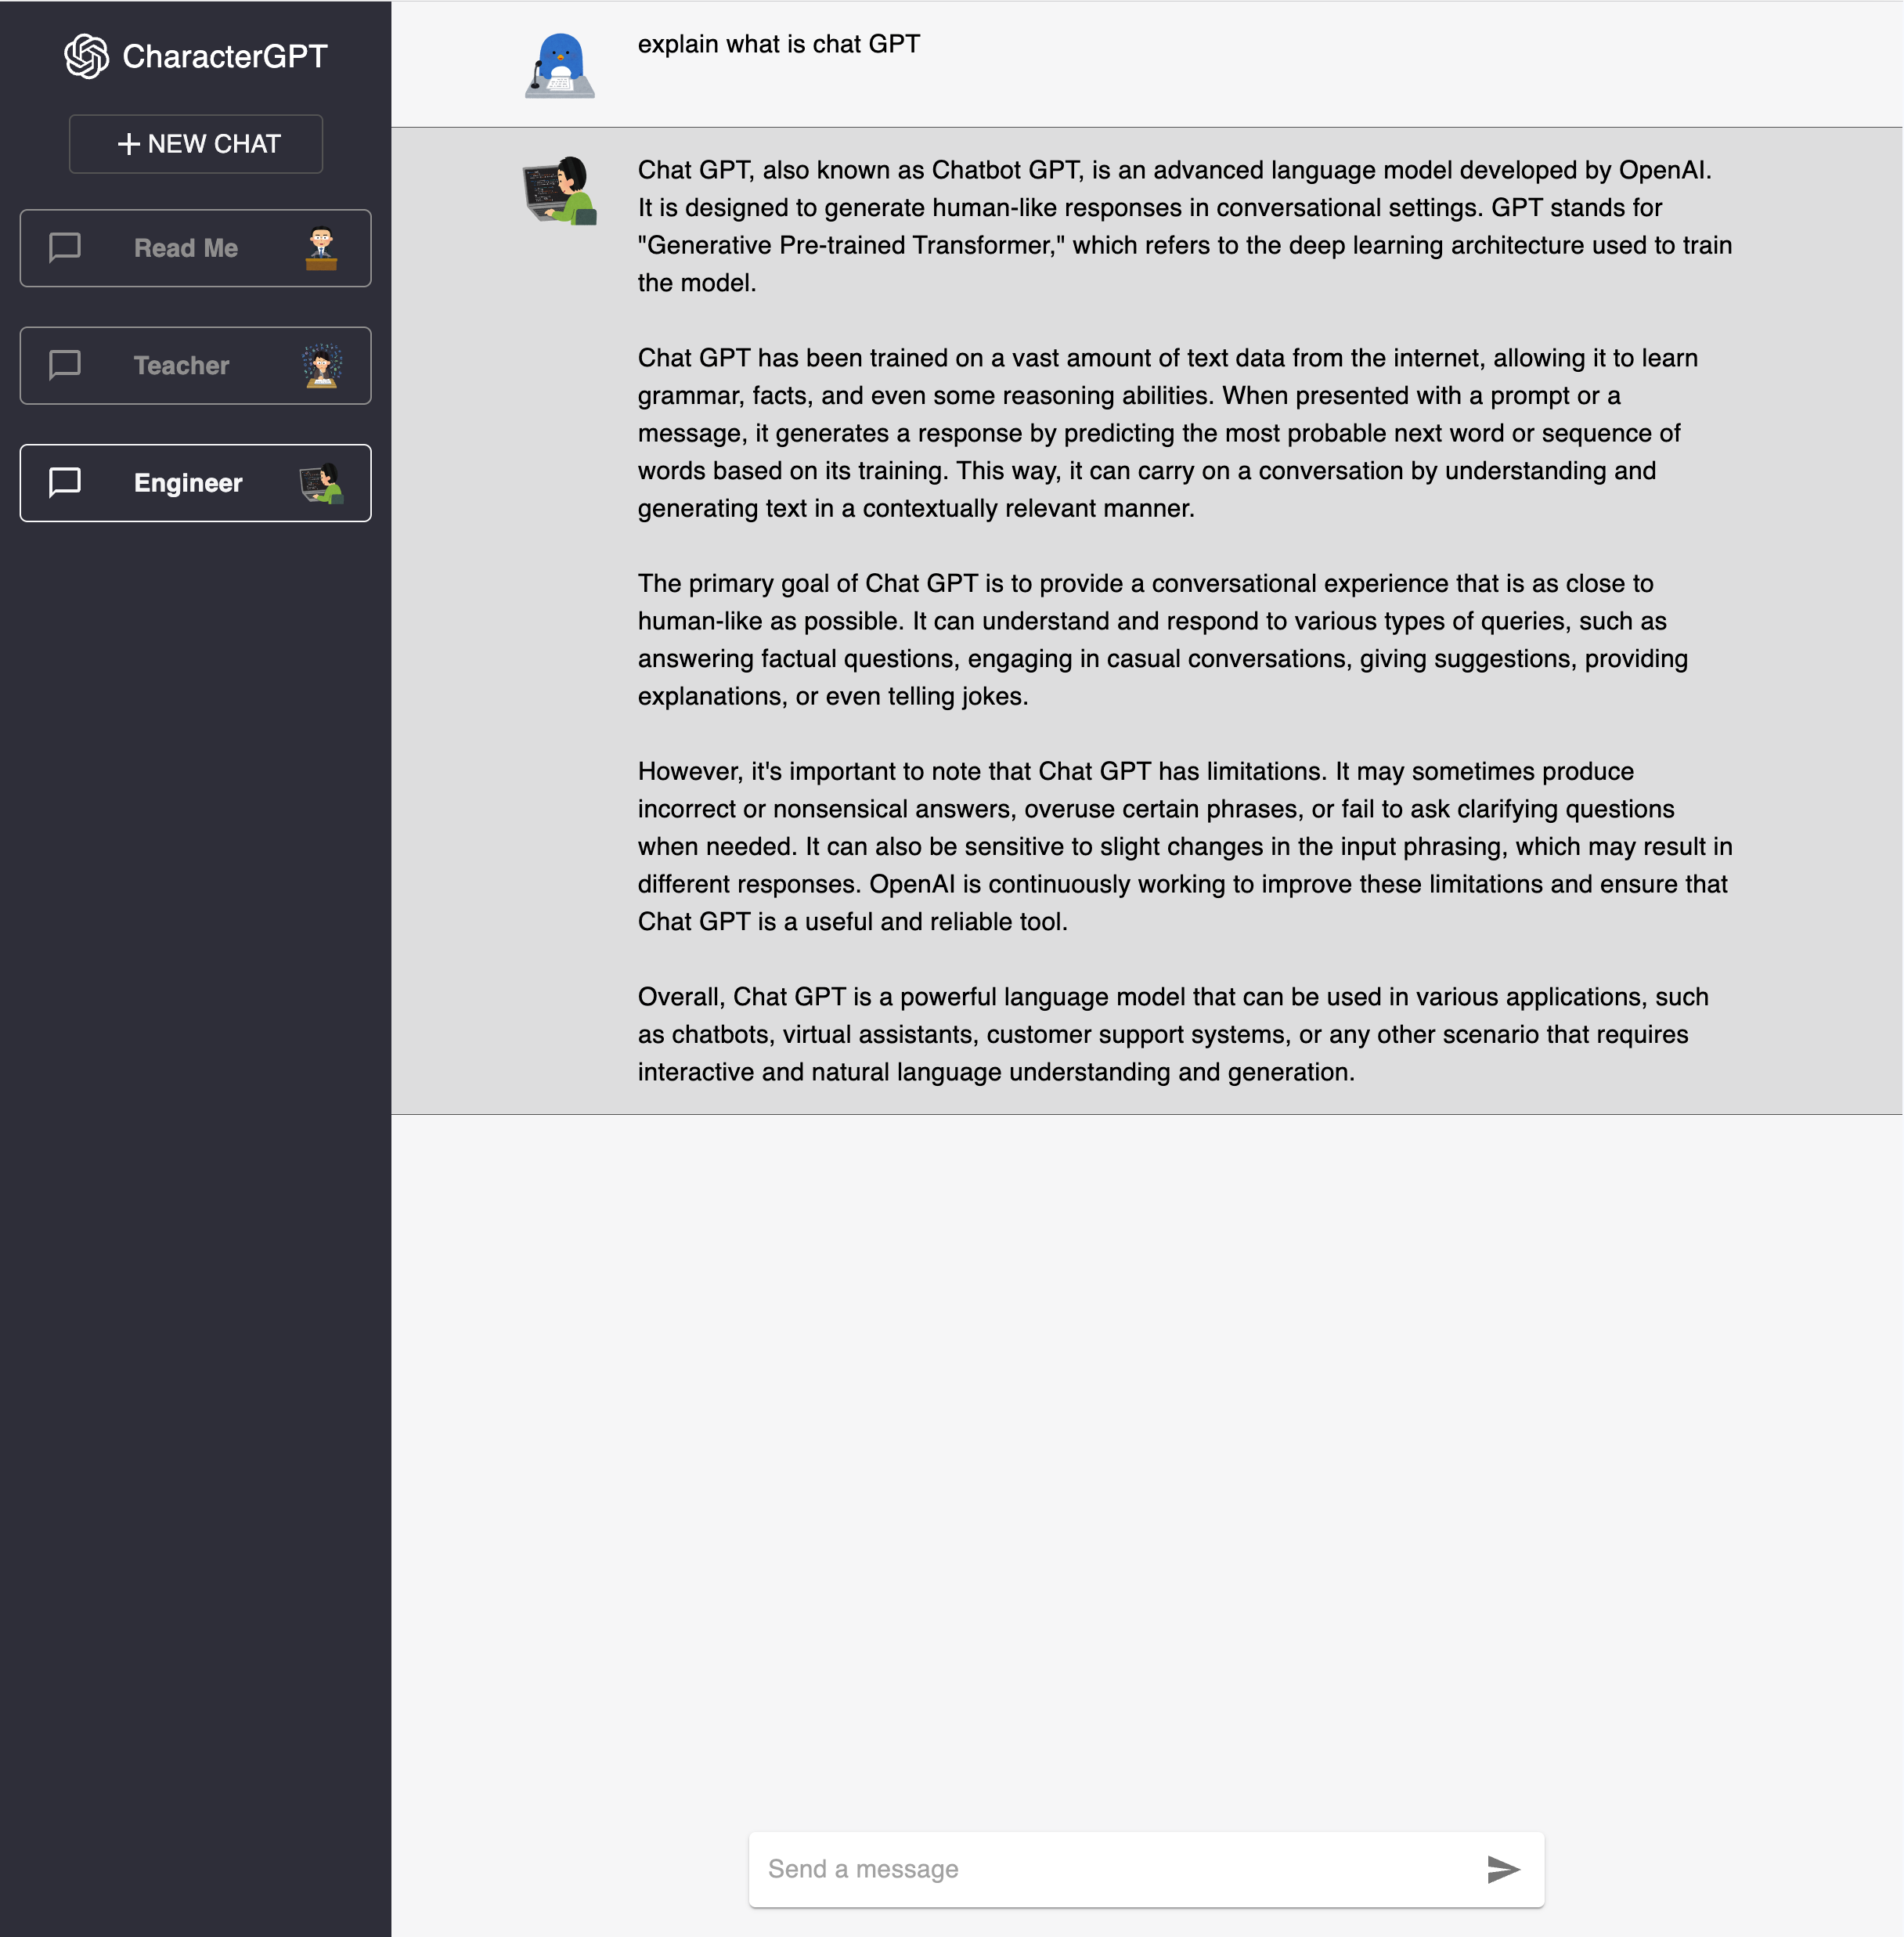 CharacterGPT
NEW CHAT
Read Me
Teacher
Engineer
explain what is chat GPT
Chat GPT, also known as Chatbot GPT, is an advanced language model developed by OpenAI.
It is designed to generate human-like responses in conversational settings. GPT stands for
"Generative Pre-trained Transformer," which refers to the deep learning architecture used to train
the model.
Chat GPT has been trained on a vast amount of text data from the internet, allowing it to learn
grammar, facts, and even some reasoning abilities. When presented with a prompt or a
message, it generates a response by predicting the most probable next word or sequence of
words based on its training. This way, it can carry on a conversation by understanding and
generating text in a contextually relevant manner.
The primary goal of Chat GPT is to provide a conversational experience that is as close to
human-like as possible. It can understand and respond to various types of queries, such as
answering factual questions, engaging in casual conversations, giving suggestions, providing
explanations, or even telling jokes.
However, it's important to note that Chat GPT has limitations. It may sometimes produce
incorrect or nonsensical answers, overuse certain phrases, or fail to ask clarifying questions
when needed. It can also be sensitive to slight changes in the input phrasing, which may result in
different responses. OpenAI is continuously working to improve these limitations and ensure that
Chat GPT is a useful and reliable tool.
Overall, Chat GPT is a powerful language model that can be used in various applications, such
as chatbots, virtual assistants, customer support systems, or any other scenario that requires
interactive and natural language understanding and generation.
Send a message